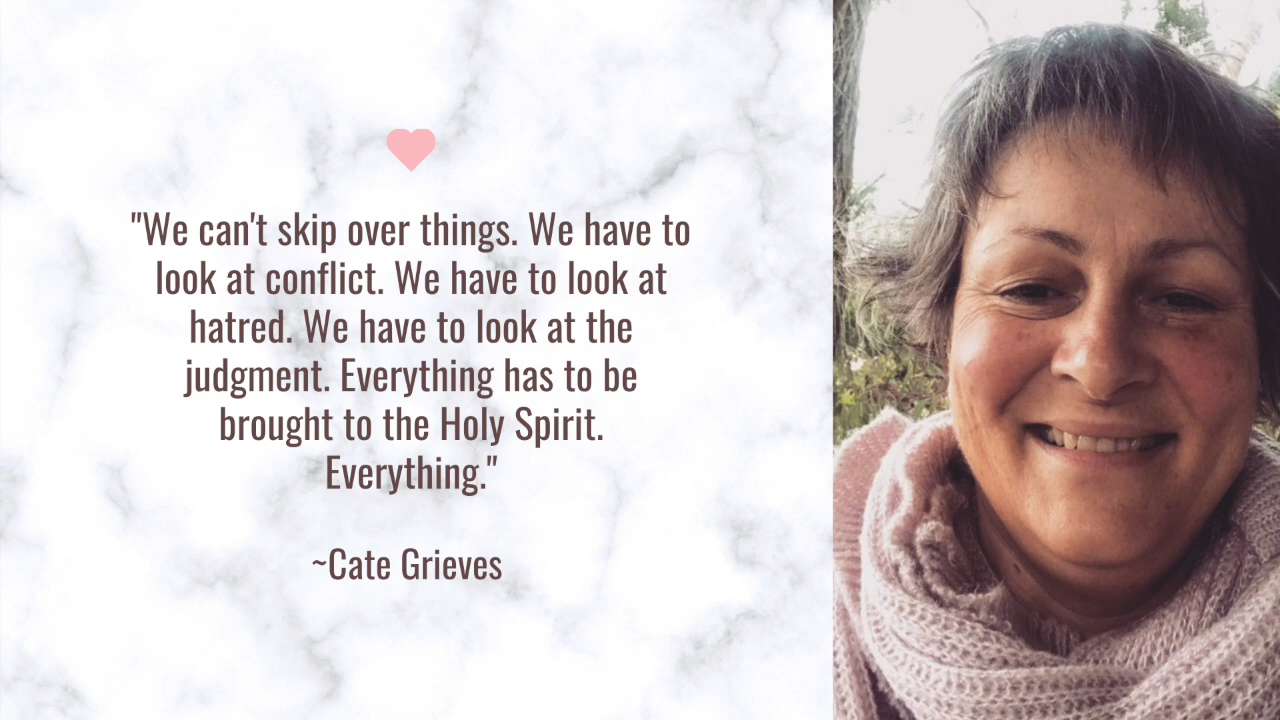 "We can't skip over things. We have to
look at conflict. We have to look at
hatred. We have to look at the
judgment. Everything has to be
brought to the Holy Spirit.
Everything."
~Cate Grieves